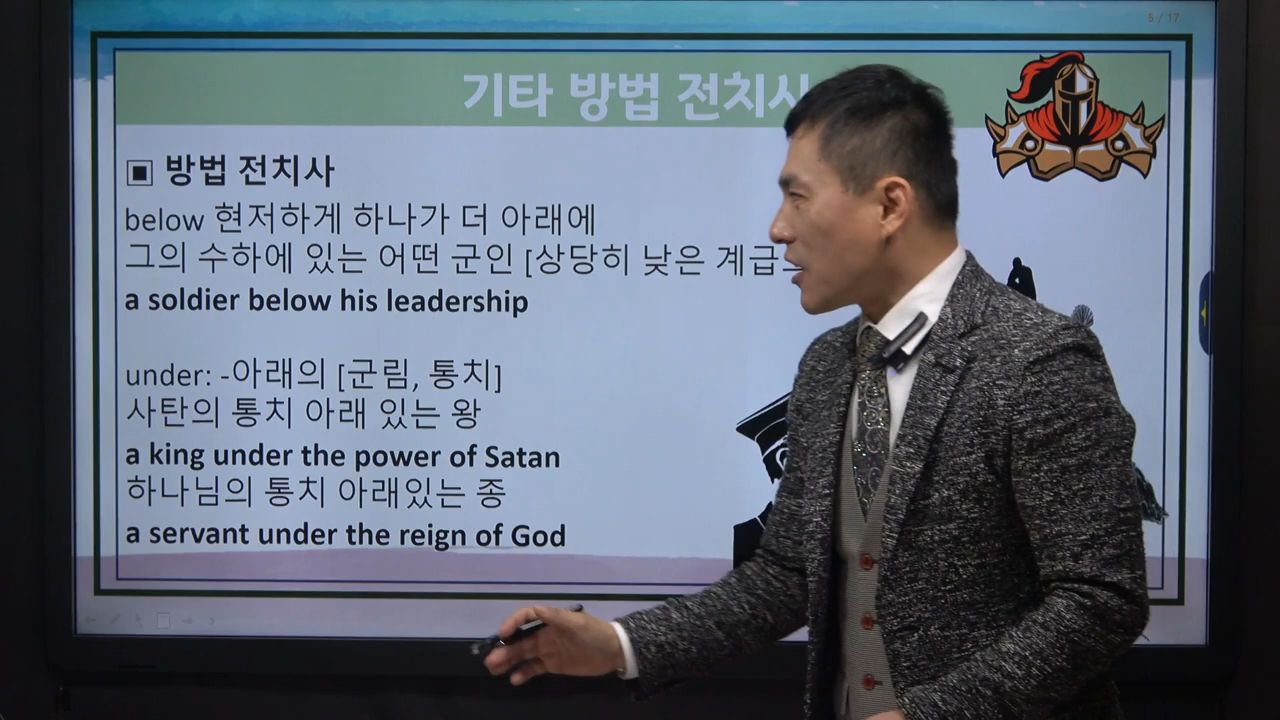 5 / 17
기타 방법 전치사
▣ 방법 전치사
below 현저하게 하나가 더 아래에
그의 수하에 있는 어떤 군인 [상당히 낮은 계급
a soldier below his leadership
under: -아래의 [군림, 통치]
사탄의 통치 아래 있는 왕
a king under the power of Satan
하나님의 통치 아래있는 종
a servant under the reign of God